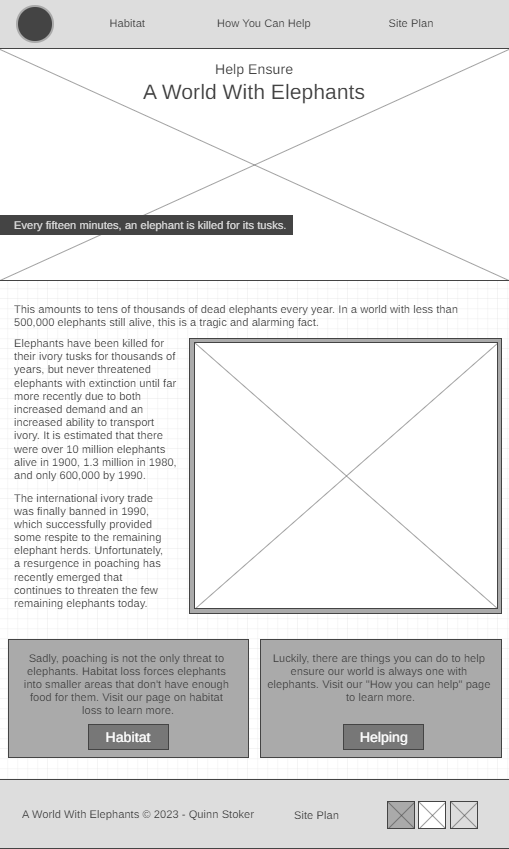 Habitat
How You Can Help
Site Plan
Help Ensure
A World With Elephants
Every fifteen minutes, an elephant is killed for its tusks.
This amounts to tens of thousands of dead elephants every year. In a world with less than
500,000 elephants still alive, this is a tragic and alarming fact.
Elephants have been killed for
their ivory tusks for thousands of
years, but never threatened
elephants with extinction until far
more recently due to both
increased demand and an
increased ability to transport
ivory. It is estimated that there
were over 10 million elephants
alive in 1900, 1.3 million in 1980,
and only 600,000 by 1990.
The international ivory trade
was finally banned in 1990,
which successfully provided
some respite to the remaining
elephant herds. Unfortunately,
a resurgence in poaching has
recently emerged that
continues to threaten the few
remaining elephants today.
Sadly, poaching is not the only threat to
elephants. Habitat loss forces elephants
into smaller areas that don't have enough
food for them. Visit our page on habitat
loss to learn more.
Habitat
Luckily, there are things you can do to help
ensure our world is always one with
elephants. Visit our "How you can help" page
to learn more.
Helping
A World With Elephants © 2023 - Quinn Stoker
Site Plan